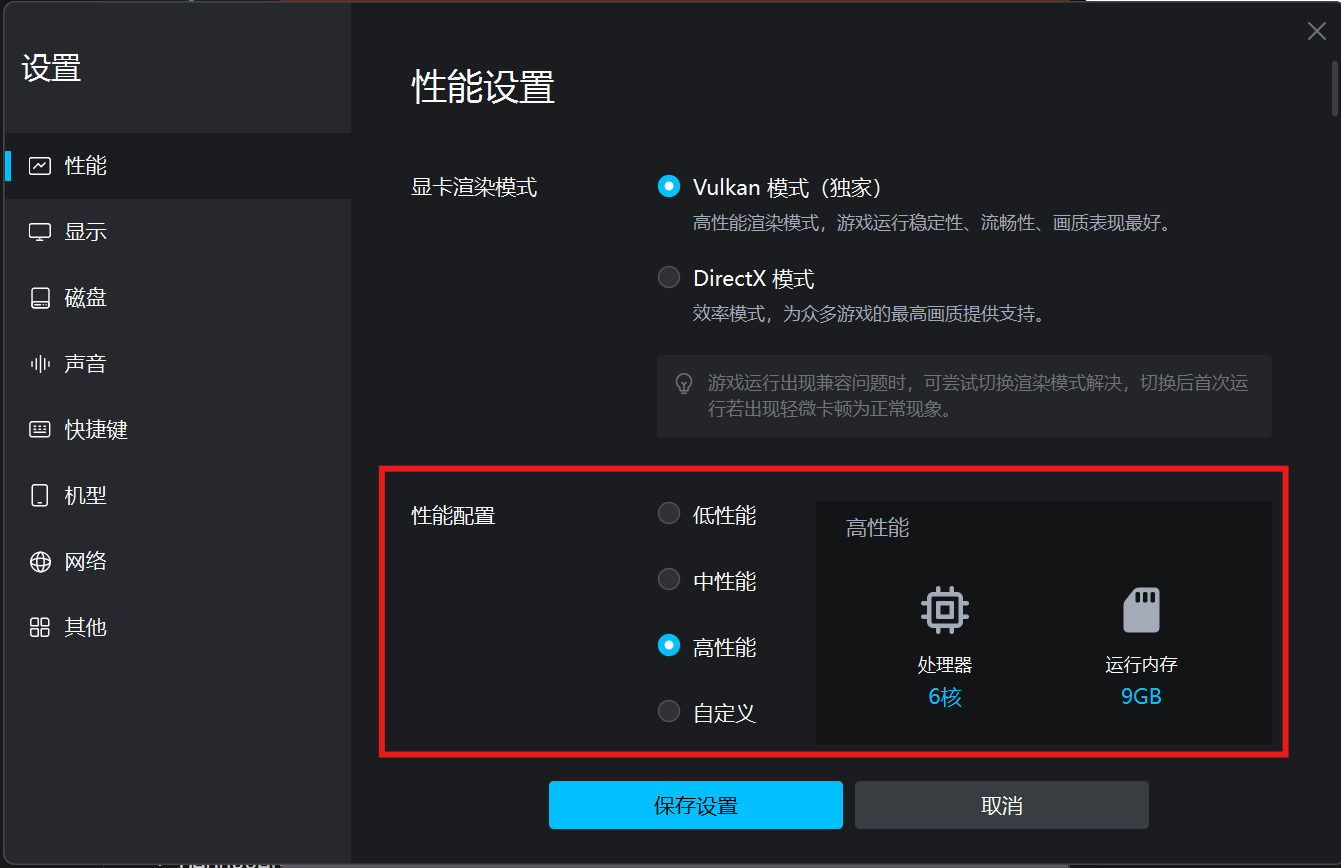 设置
性能
显示
磁盘
声音
快捷键
机型
网络
其他
性能设置
显卡渲染模式
Vulkan 模式（独家）
高性能渲染模式，游戏运行稳定性、流畅性、画质表现最好。
DirectX 模式
效率模式，为众多游戏的最高画质提供支持。
游戏运行出现兼容问题时，可尝试切换渲染模式解决，切换后首次运
行若出现轻微卡顿为正常现象。
性能配置
低性能
中性能
高性能
自定义
高性能
处理器
6核
运行内存
9GB
保存设置
取消